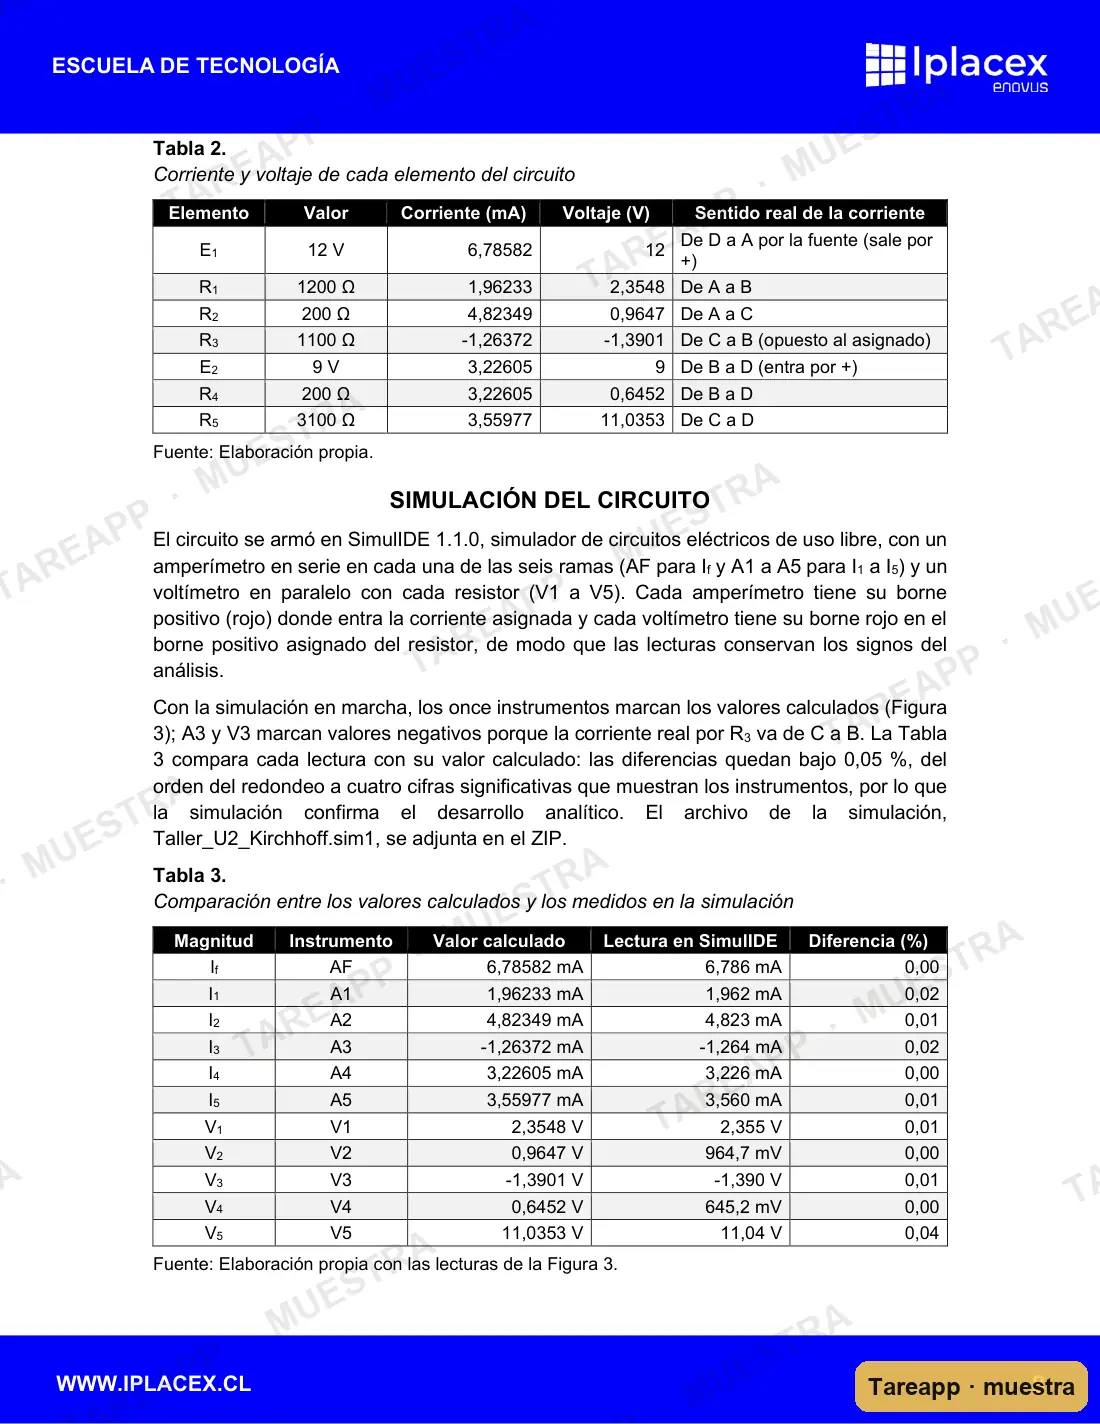 ESCUELA DE TECNOLOGÍA
Iplacex
enovus
Tabla 2.
Corriente y voltaje de cada elemento del circuito
Elemento Valor Corriente (mA) Voltaje (V) Sentido real de la corriente
E1 12 V 6,78582 12 De D a A por la fuente (sale por +)
R1 1200 Ω 1,96233 2,3548 De A a B
R2 200 Ω 4,82349 0,9647 De A a C
R3 1100 Ω -1,26372 -1,3901 De C a B (opuesto al asignado)
E2 9 V 3,22605 9 De B a D (entra por +)
R4 200 Ω 3,22605 0,6452 De B a D
R5 3100 Ω 3,55977 11,0353 De C a D
Fuente: Elaboración propia.
SIMULACIÓN DEL CIRCUITO
El circuito se armó en SimulIDE 1.1.0, simulador de circuitos eléctricos de uso libre, con un
amperímetro en serie en cada una de las seis ramas (AF para If y A1 a A5 para I1 a I5) y un
voltímetro en paralelo con cada resistor (V1 a V5). Cada amperímetro tiene su borne
positivo (rojo) donde entra la corriente asignada y cada voltímetro tiene su borne rojo en el
borne positivo asignado del resistor, de modo que las lecturas conservan los signos del
análisis.
Con la simulación en marcha, los once instrumentos marcan los valores calculados (Figura
3); A3 y V3 marcan valores negativos porque la corriente real por R3 va de C a B. La Tabla
3 compara cada lectura con su valor calculado: las diferencias quedan bajo 0,05 %, del
orden del redondeo a cuatro cifras significativas que muestran los instrumentos, por lo que
la simulación confirma el desarrollo analítico. El archivo de la simulación,
Taller_U2_Kirchhoff.sim1, se adjunta en el ZIP.
Tabla 3.
Comparación entre los valores calculados y los medidos en la simulación
Magnitud Instrumento Valor calculado Lectura en SimulIDE Diferencia (%)
If AF 6,78582 mA 6,786 mA 0,00
I1 A1 1,96233 mA 1,962 mA 0,02
I2 A2 4,82349 mA 4,823 mA 0,01
I3 A3 -1,26372 mA -1,264 mA 0,02
I4 A4 3,22605 mA 3,226 mA 0,00
I5 A5 3,55977 mA 3,560 mA 0,01
V1 V1 2,3548 V 2,355 V 0,01
V2 V2 0,9647 V 964,7 mV 0,00
V3 V3 -1,3901 V -1,390 V 0,01
V4 V4 0,6452 V 645,2 mV 0,00
V5 V5 11,0353 V 11,04 V 0,04
Fuente: Elaboración propia con las lecturas de la Figura 3.
WWW.IPLACEX.CL
Tareapp · muestra
TAREAPP · MUESTRA